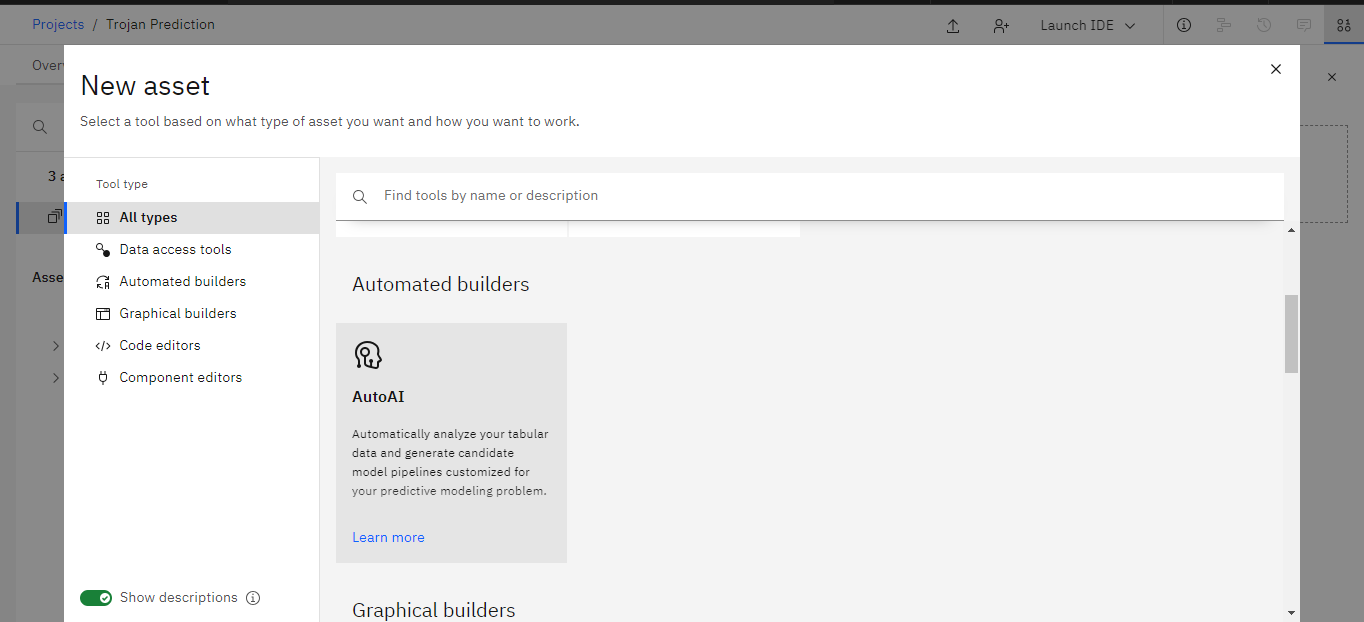 Projects / Trojan Prediction
Launch IDE
Over
New asset
Select a tool based on what type of asset you want and how you want to work.
3 a
Asse
Tool type
All types
Data access tools
Automated builders
Graphical builders
Code editors
Component editors
Show descriptions
Find tools by name or description
Automated builders
AutoAI
Automatically analyze your tabular
data and generate candidate
model pipelines customized for
your predictive modeling problem.
Learn more
Graphical builders